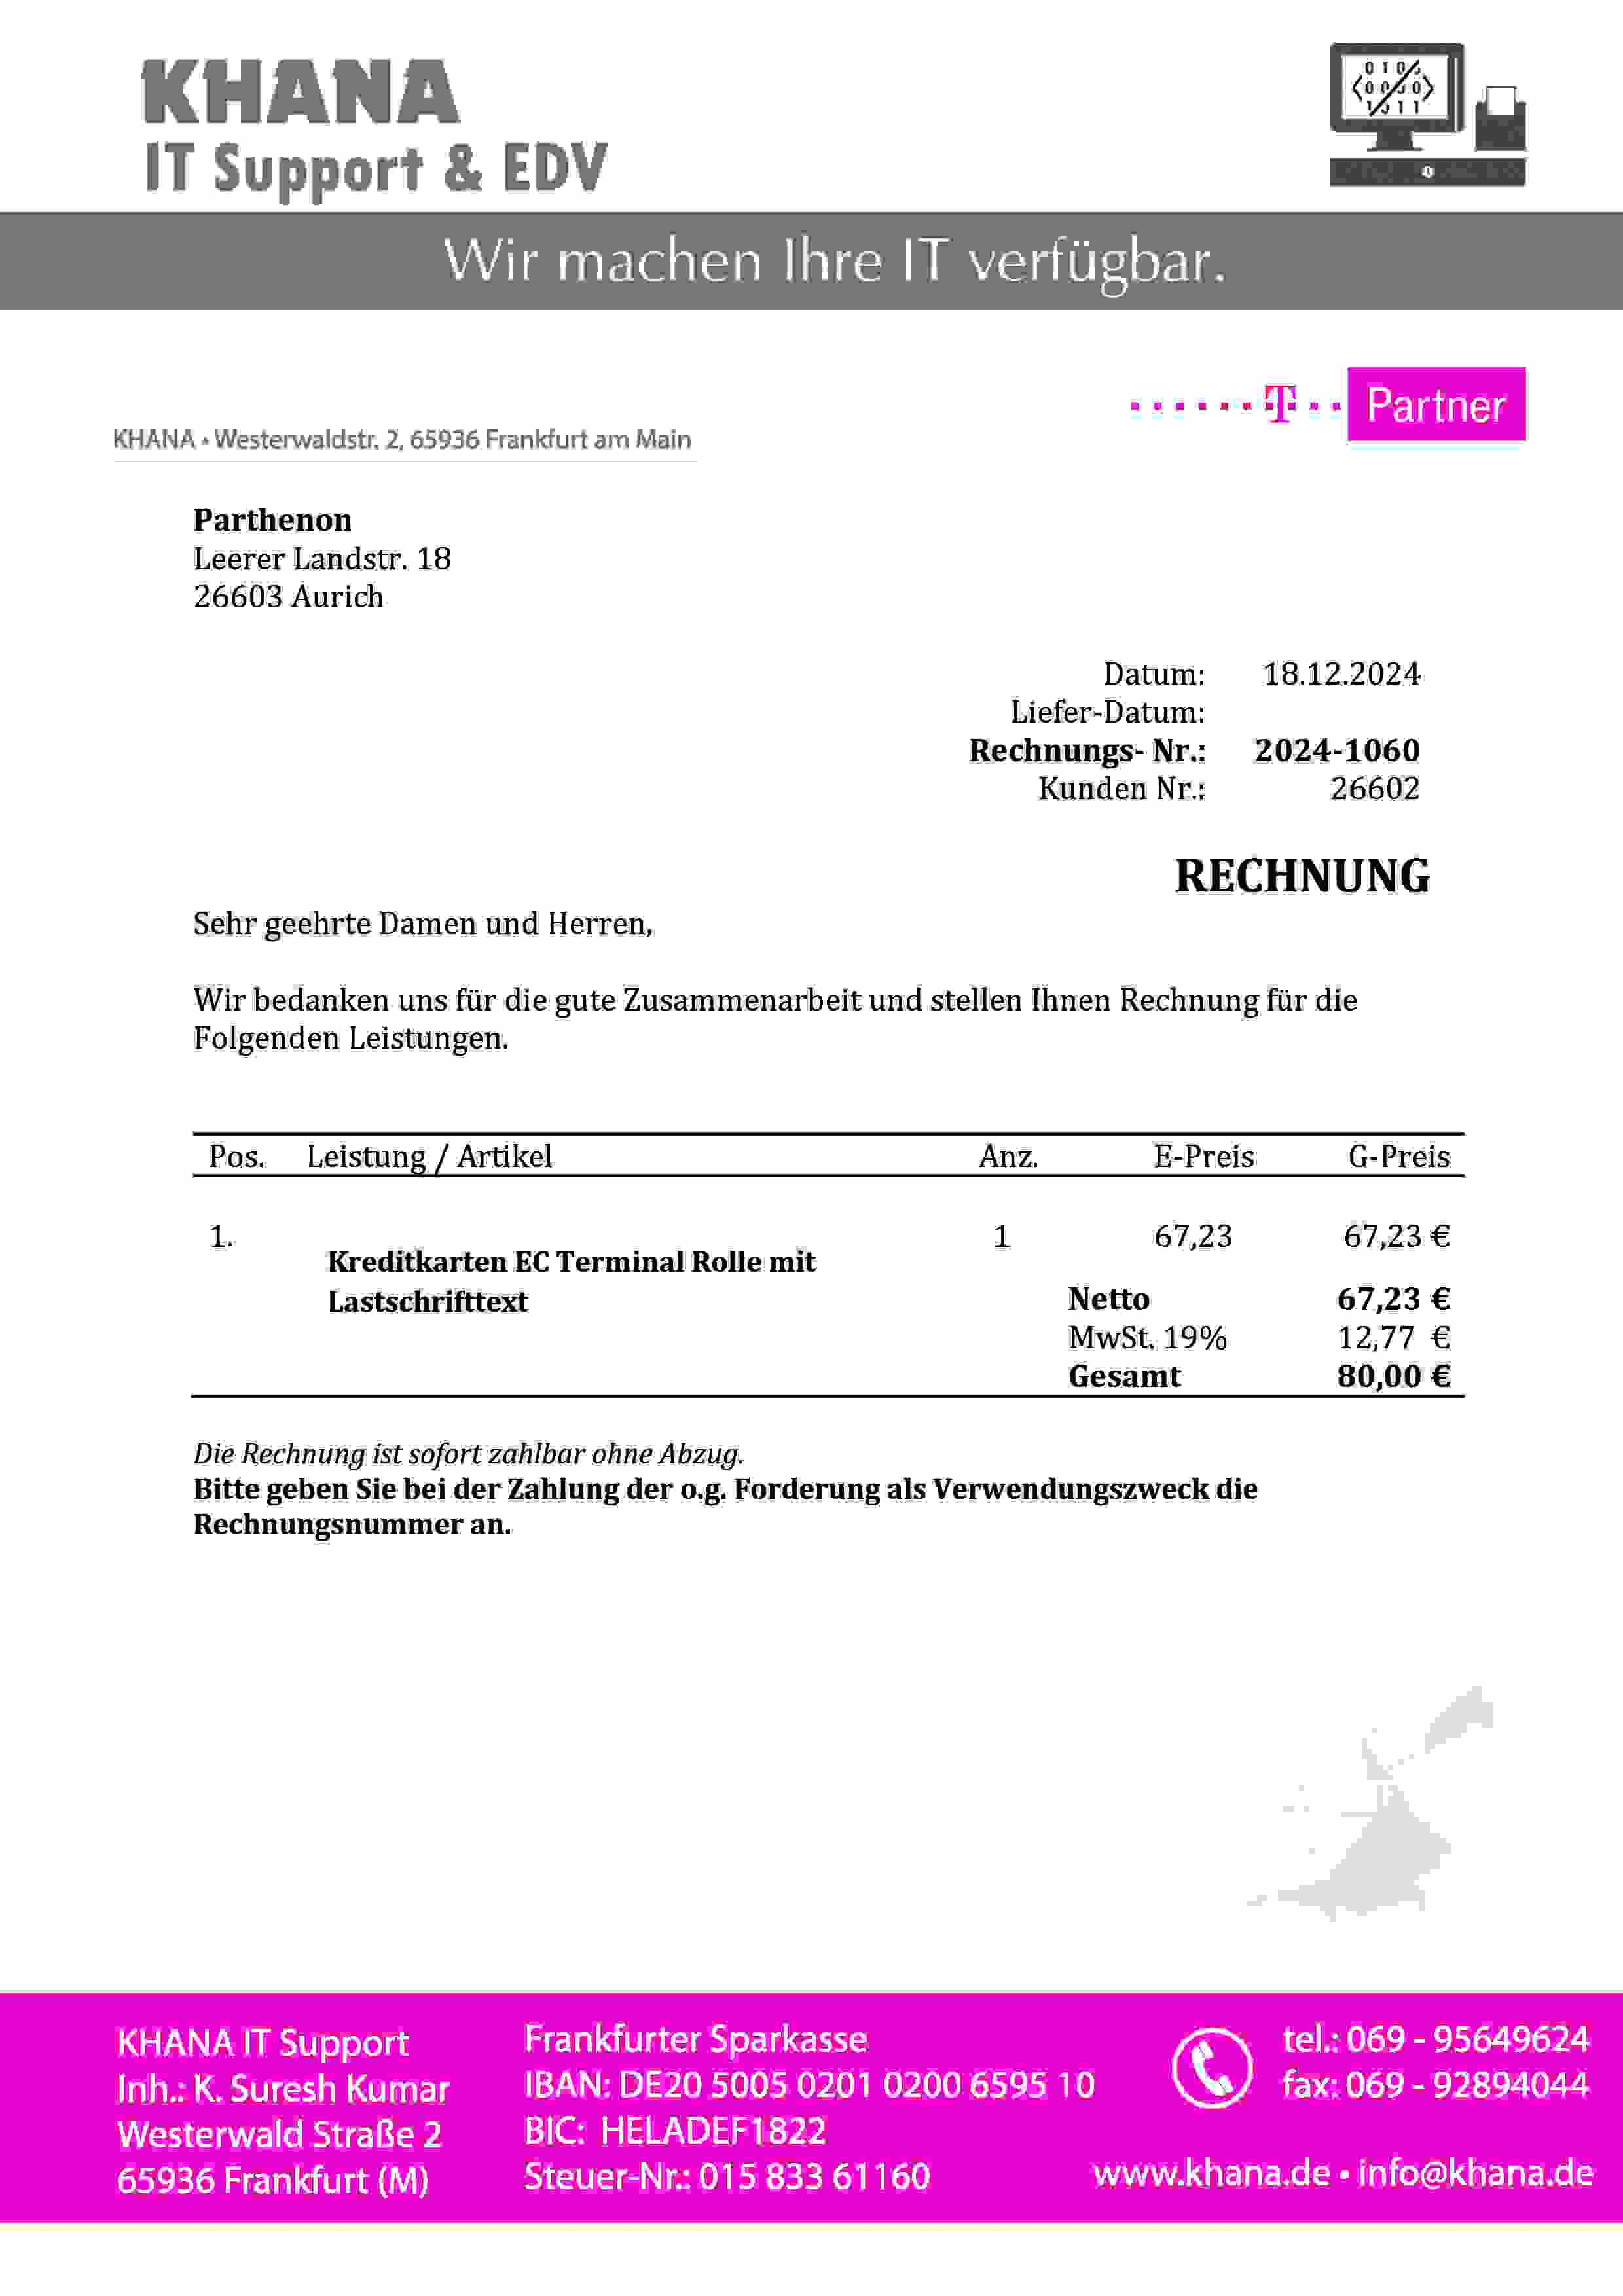 KHANA
IT Support & EDV
Wir machen Ihre IT verfügbar.
T Partner
KHANA • Westerwaldstr. 2, 65936 Frankfurt am Main
Parthenon
Leerer Landstr. 18
26603 Aurich
Datum: 18.12.2024
Liefer-Datum:
Rechnungs- Nr.: 2024-1060
Kunden Nr.: 26602
RECHNUNG
Sehr geehrte Damen und Herren,
Wir bedanken uns für die gute Zusammenarbeit und stellen Ihnen Rechnung für die
Folgenden Leistungen.
Pos. Leistung / Artikel Anz. E-Preis G-Preis
1. 1 67,23 67,23 €
Kreditkarten EC Terminal Rolle mit
Lastschrifttext
Netto 67,23 €
MwSt. 19% 12,77 €
Gesamt 80,00 €
Die Rechnung ist sofort zahlbar ohne Abzug.
Bitte geben Sie bei der Zahlung der o.g. Forderung als Verwendungszweck die
Rechnungsnummer an.
KHANA IT Support
Inh.: K. Suresh Kumar
Westerwald Straße 2
65936 Frankfurt (M)
Frankfurter Sparkasse
IBAN: DE20 5005 0201 0200 6595 10
BIC: HELADEF1822
Steuer-Nr.: 015 833 61160
tel.: 069 - 95649624
fax: 069 - 92894044
www.khana.de • info@khana.de